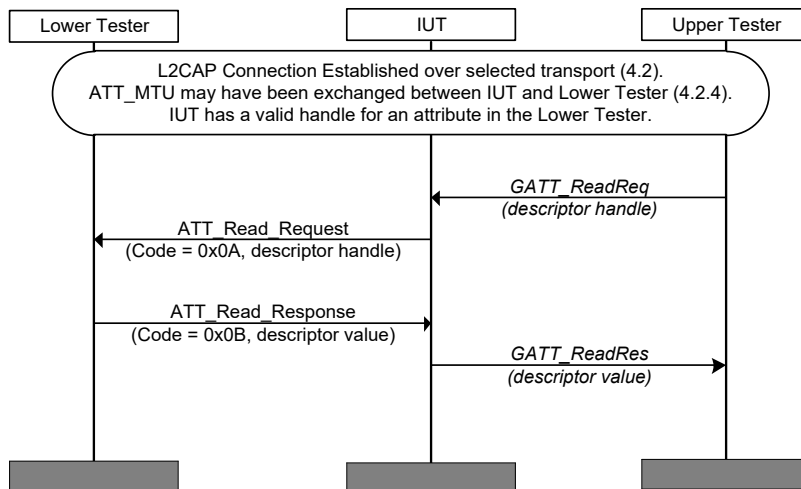 Lower Tester
IUT
Upper Tester
L2CAP Connection Established over selected transport (4.2).
ATT_MTU may have been exchanged between IUT and Lower Tester (4.2.4).
IUT has a valid handle for an attribute in the Lower Tester.
GATT_ReadReq
(descriptor handle)
ATT_Read_Request
(Code = 0x0A, descriptor handle)
ATT_Read_Response
(Code = 0x0B, descriptor value)
GATT_ReadRes
(descriptor value)